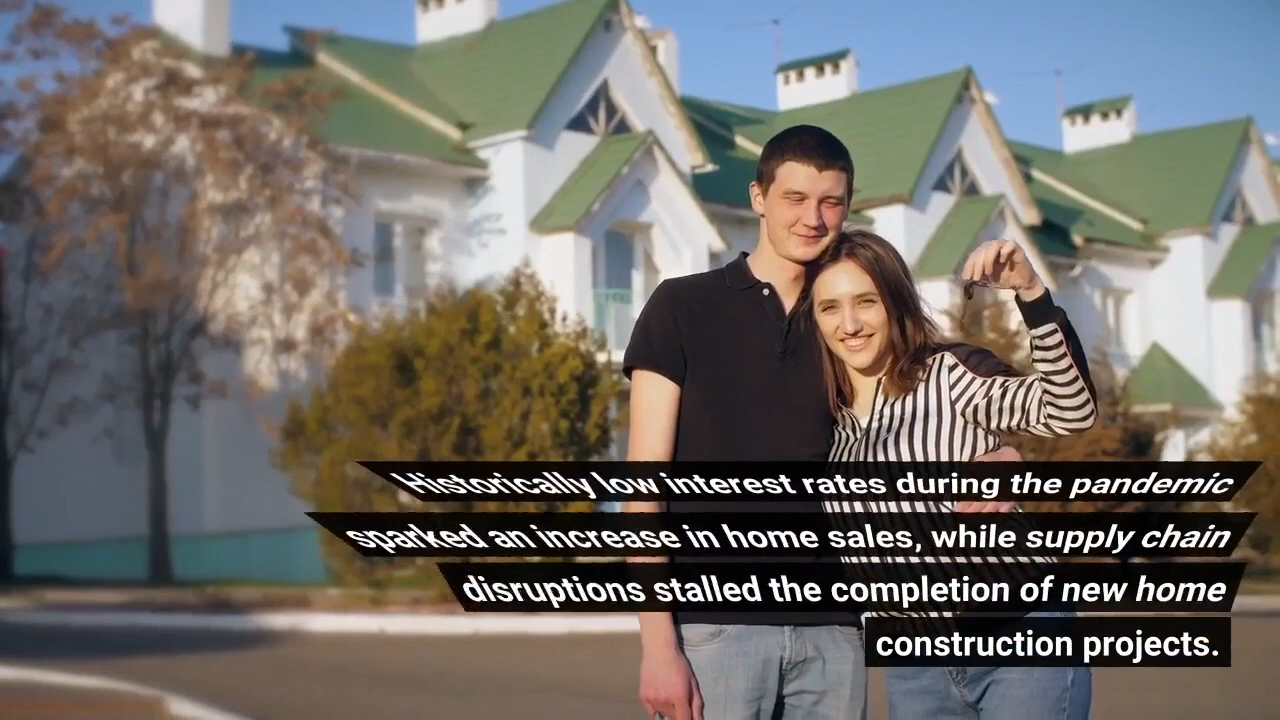 Historically low interest rates during the pandemic
sparked an increase in home sales, while supply chain
disruptions stalled the completion of new home
construction projects.